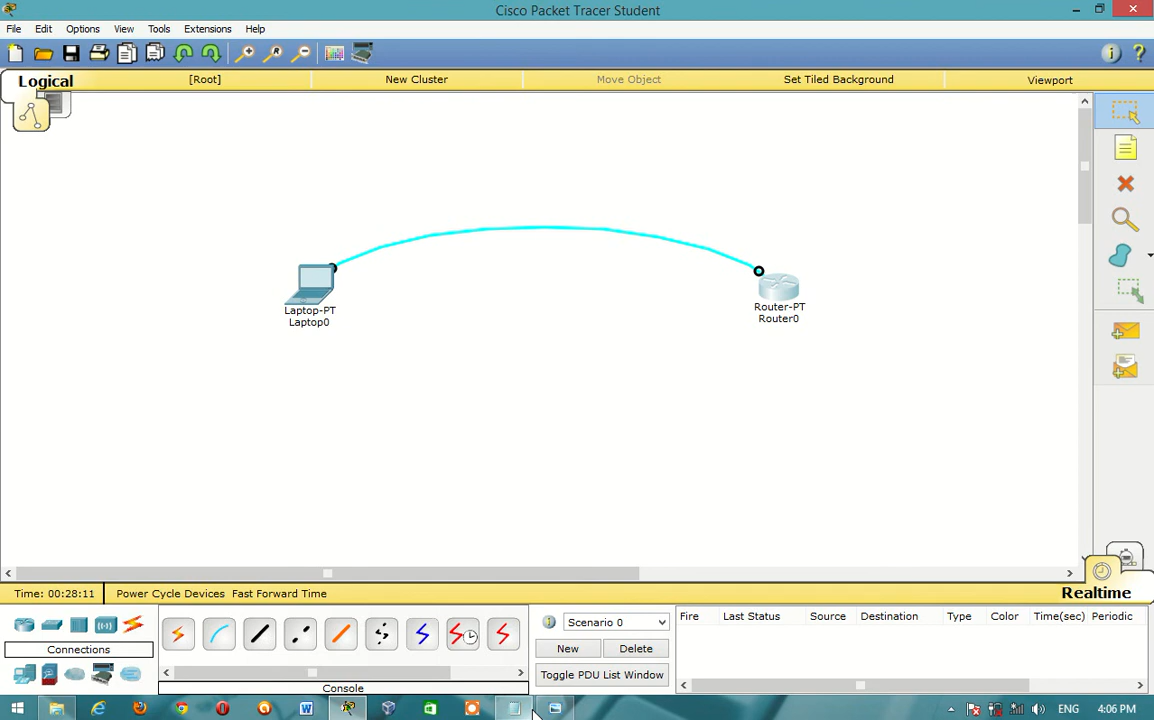 Cisco Packet Tracer Student
File Edit Options View Tools Extensions Help
Logical [Root] New Cluster Move Object Set Tiled Background Viewport
Laptop-PT
Laptop0
Router-PT
Router0
Time: 00:28:11 Power Cycle Devices Fast Forward Time Realtime
Scenario 0
Fire Last Status Source Destination Type Color Time(sec) Periodic
Connections
New Delete
Toggle PDU List Window
Console
ENG 4:06 PM